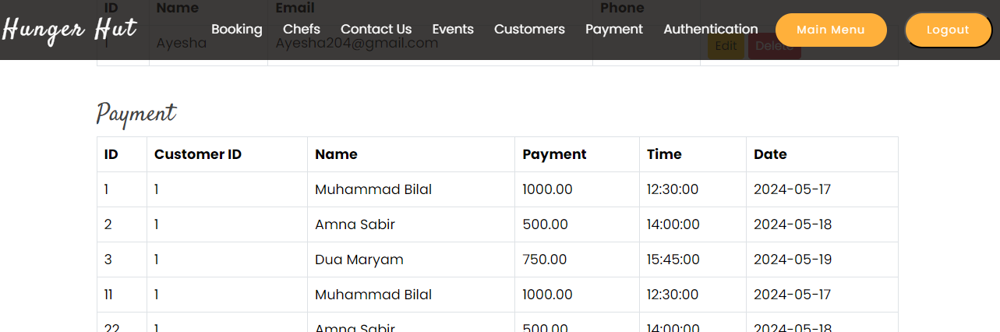 ID Name Email Phone
Hunger Hut Booking Chefs Contact Us Events Customers Payment Authentication Main Menu Logout
1 Ayesha Ayesha204@gmail.com Edit Delete
Payment
ID Customer ID Name Payment Time Date
1 1 Muhammad Bilal 1000.00 12:30:00 2024-05-17
2 1 Amna Sabir 500.00 14:00:00 2024-05-18
3 1 Dua Maryam 750.00 15:45:00 2024-05-19
11 1 Muhammad Bilal 1000.00 12:30:00 2024-05-17
22 1 Amna Sabir 500.00 14:00:00 2024-05-18